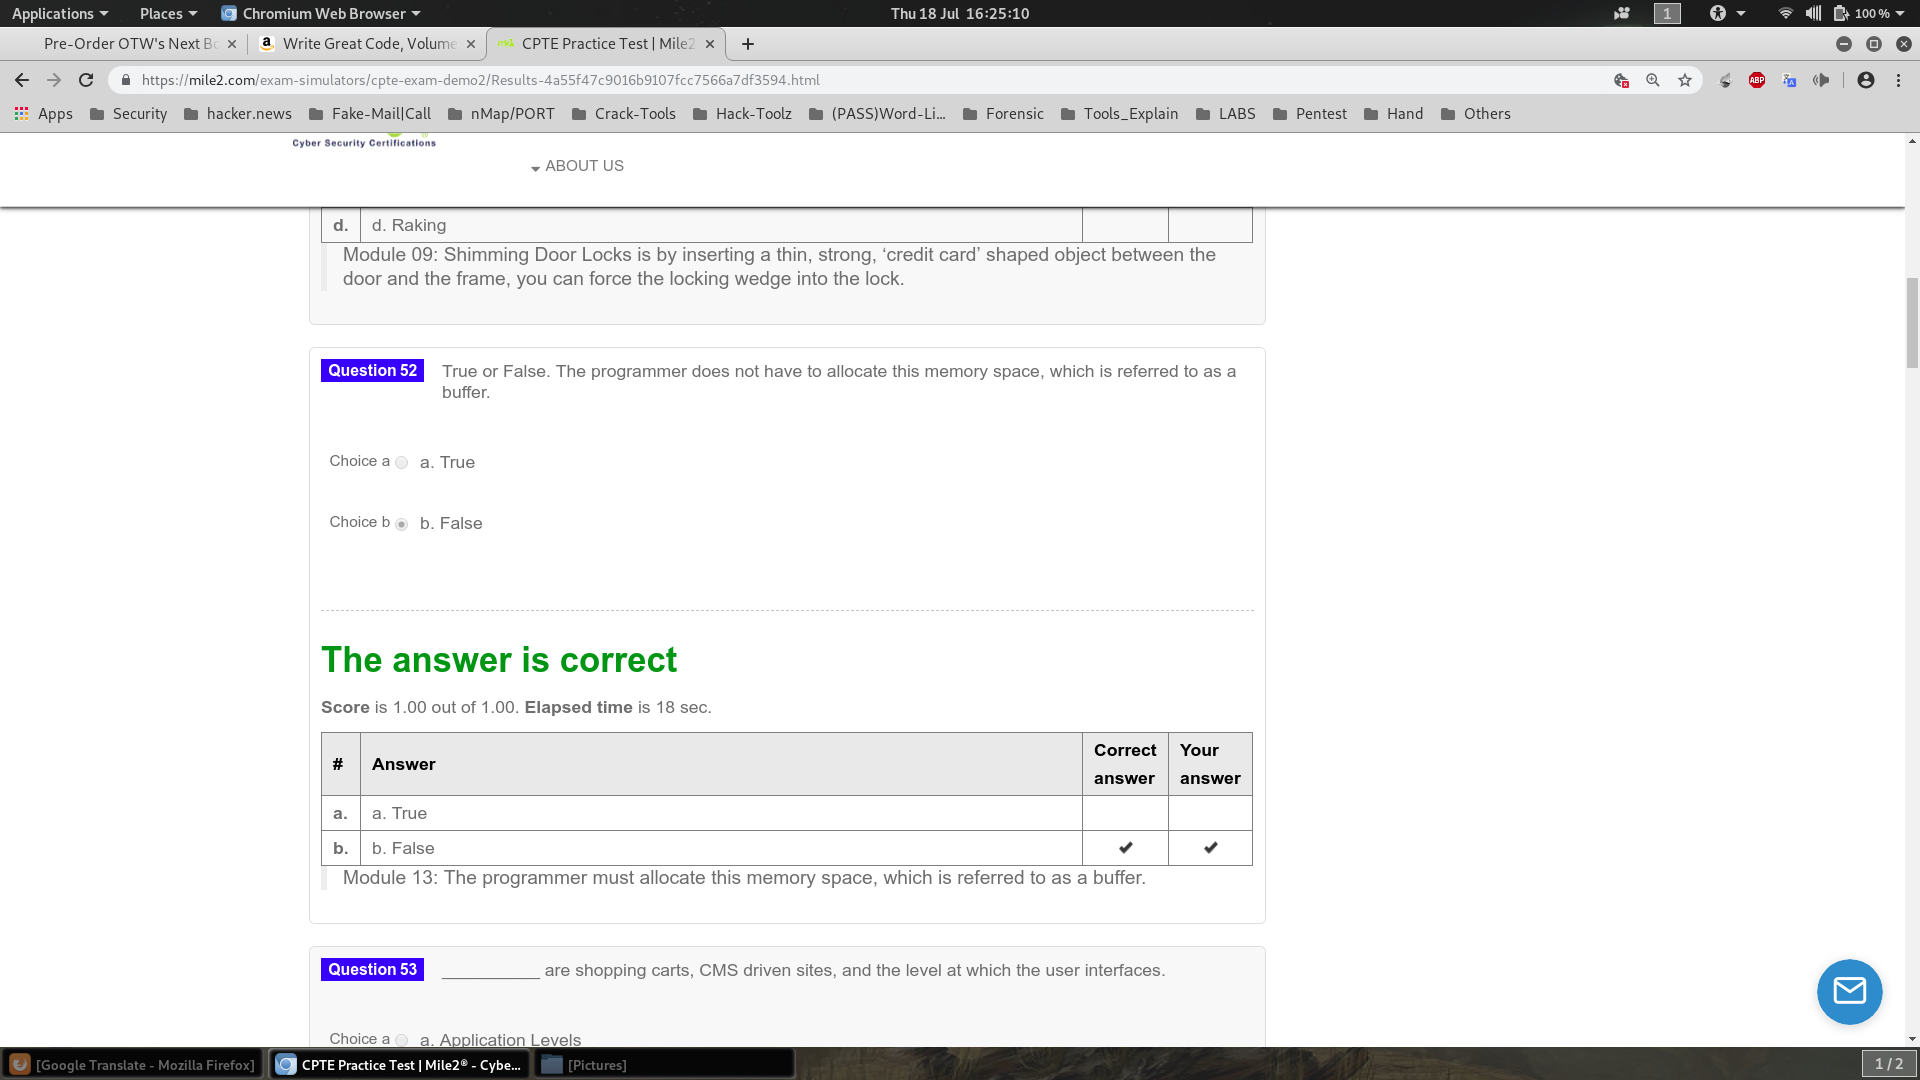 Applications Places Chromium Web Browser Thu 18 Jul 16:25:10 1 100 %
Pre-Order OTW's Next Bo Write Great Code, Volume CPTE Practice Test | Mile2
https://mile2.com/exam-simulators/cpte-exam-demo2/Results-4a55f47c9016b9107fcc7566a7df3594.html ABP
Apps Security hacker.news Fake-Mail|Call nMap/PORT Crack-Tools Hack-Toolz (PASS)Word-Li... Forensic Tools_Explain LABS Pentest Hand Others
Cyber Security Certifications
ABOUT US
d. d. Raking
Module 09: Shimming Door Locks is by inserting a thin, strong, ‘credit card’ shaped object between the
door and the frame, you can force the locking wedge into the lock.
Question 52 True or False. The programmer does not have to allocate this memory space, which is referred to as a
buffer.
Choice a a. True
Choice b b. False
The answer is correct
Score is 1.00 out of 1.00. Elapsed time is 18 sec.
# Answer Correct answer Your answer
a. a. True
b. b. False
Module 13: The programmer must allocate this memory space, which is referred to as a buffer.
Question 53 __________ are shopping carts, CMS driven sites, and the level at which the user interfaces.
Choice a a. Application Levels
[Google Translate - Mozilla Firefox] CPTE Practice Test | Mile2® - Cybe... [Pictures] 1 / 2